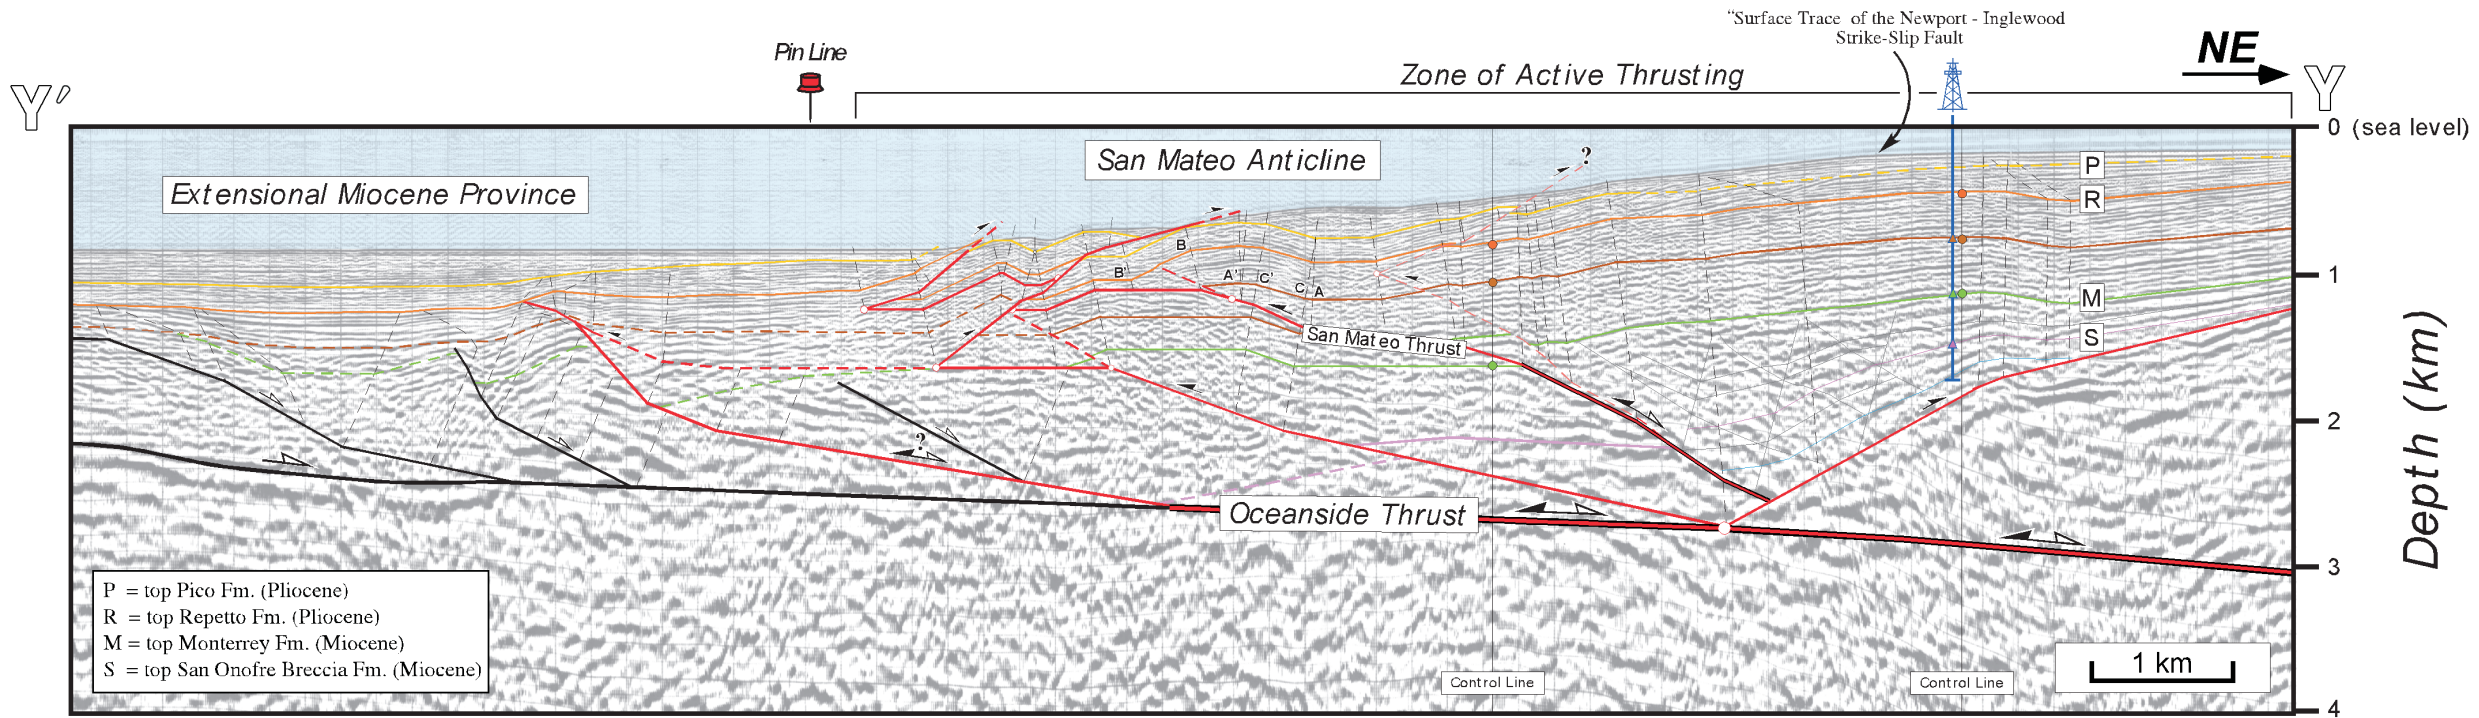 "Surface Trace of the Newport - Inglewood
Strike-Slip Fault
NE
Pin Line
Zone of Active Thrusting
Y'
Y
0 (sea level)
San Mateo Anticline
Extensional Miocene Province
?
P
R
B
B'
A'
C'
C
A
1
M
San Mateo Thrust
S
Depth (km)
2
?
Oceanside Thrust
3
P = top Pico Fm. (Pliocene)
R = top Repetto Fm. (Pliocene)
M = top Monterrey Fm. (Miocene)
S = top San Onofre Breccia Fm. (Miocene)
1 km
Control Line
Control Line
4